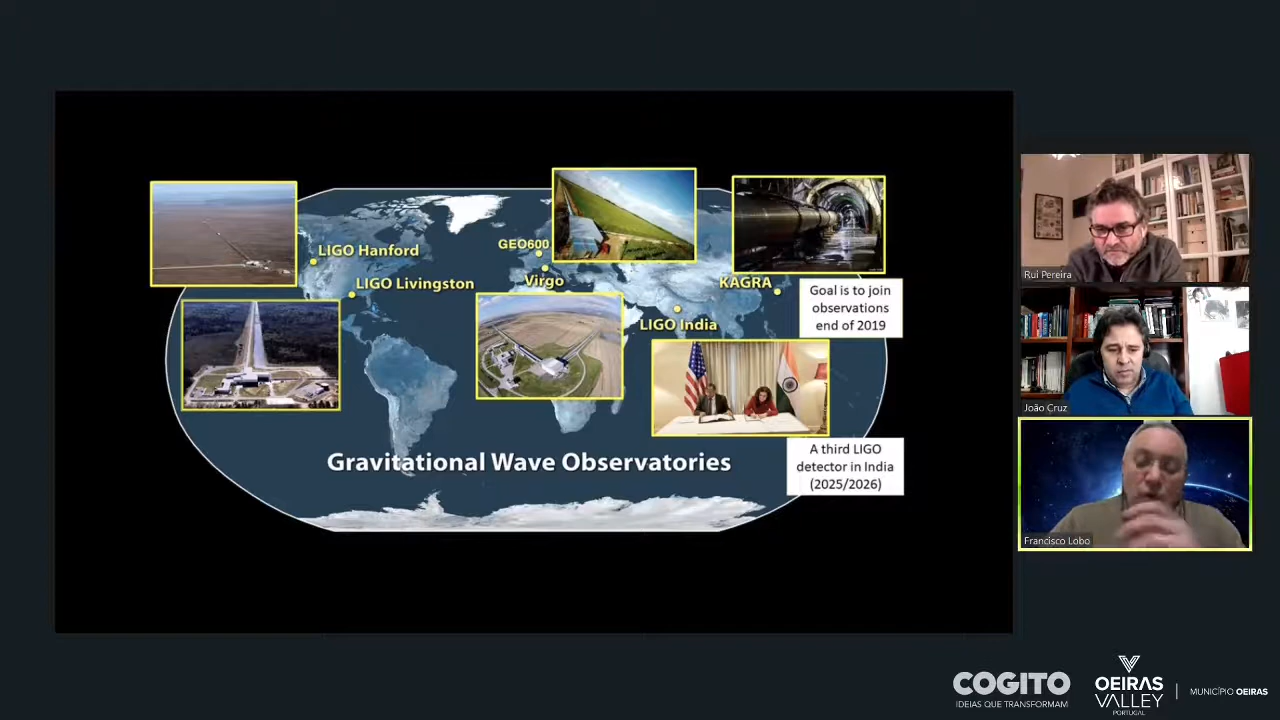 LIGO Hanford
LIGO Livingston
GEO600
Virgo
KAGRA
LIGO India
Goal is to join
observations
end of 2019
A third LIGO
detector in India
(2025/2026)
Gravitational Wave Observatories
Rui Pereira
João Cruz
Francisco Lobo
COGITO
IDEIAS QUE TRANSFORMAM
OEIRAS
VALLEY
PORTUGAL
MUNICÍPIO OEIRAS